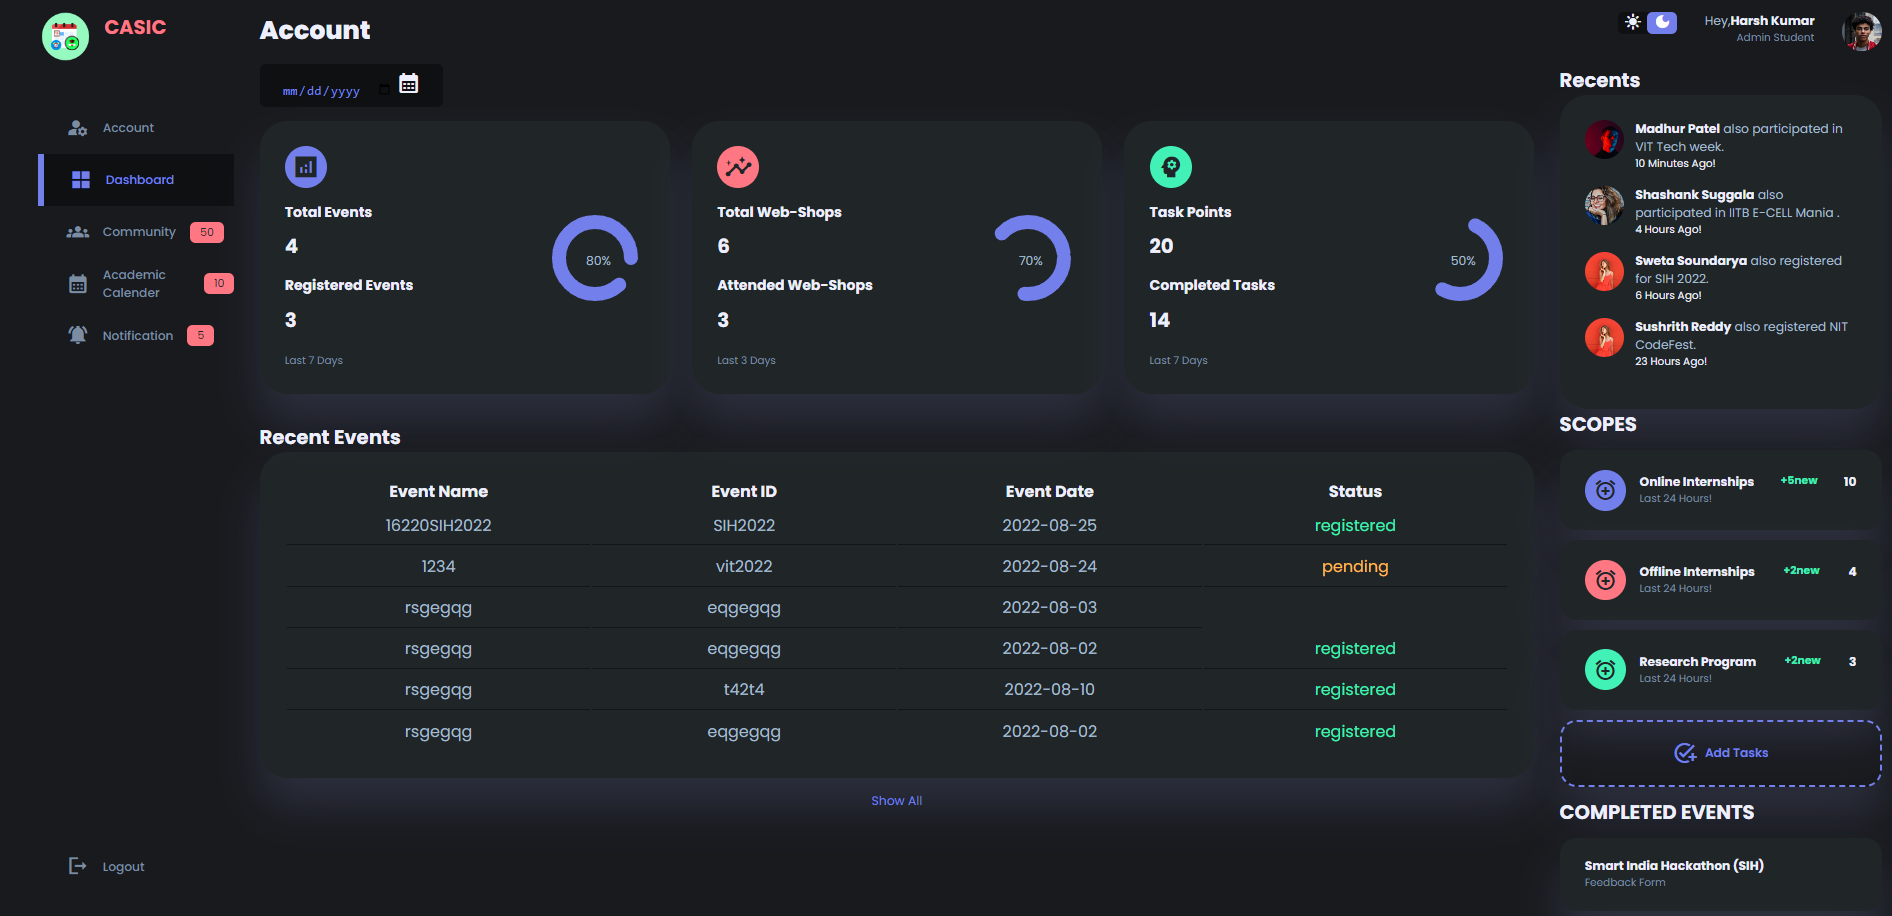 CASIC
Account
Dashboard
Community 50
Academic
Calender
10
Notification 5
Logout
Account
mm/dd/yyyy
Total Events
4
Registered Events
3
80%
Last 7 Days
Total Web-Shops
6
Attended Web-Shops
3
70%
Last 3 Days
Task Points
20
Completed Tasks
14
50%
Last 7 Days
Recent Events
Event Name Event ID Event Date Status
16220SIH2022 SIH2022 2022-08-25 registered
1234 vit2022 2022-08-24 pending
rsgegqg eqgegqg 2022-08-03
rsgegqg eqgegqg 2022-08-02 registered
rsgegqg t42t4 2022-08-10 registered
rsgegqg eqgegqg 2022-08-02 registered
Show All
Hey,Harsh Kumar
Admin Student
Recents
Madhur Patel also participated in
VIT Tech week.
10 Minutes Ago!
Shashank Suggala also
participated in IITB E-CELL Mania .
4 Hours Ago!
Sweta Soundarya also registered
for SIH 2022.
6 Hours Ago!
Sushrith Reddy also registered NIT
CodeFest.
23 Hours Ago!
SCOPES
Online Internships +5new 10
Last 24 Hours!
Offline Internships +2new 4
Last 24 Hours!
Research Program +2new 3
Last 24 Hours!
Add Tasks
COMPLETED EVENTS
Smart India Hackathon (SIH)
Feedback Form